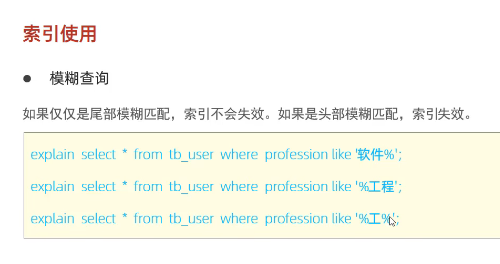 索引使用
● 模糊查询
如果仅仅是尾部模糊匹配，索引不会失效。如果是头部模糊匹配，索引失效。
explain select * from tb_user where profession like '软件%';
explain select * from tb_user where profession like '%工程';
explain select * from tb_user where profession like '%工%';